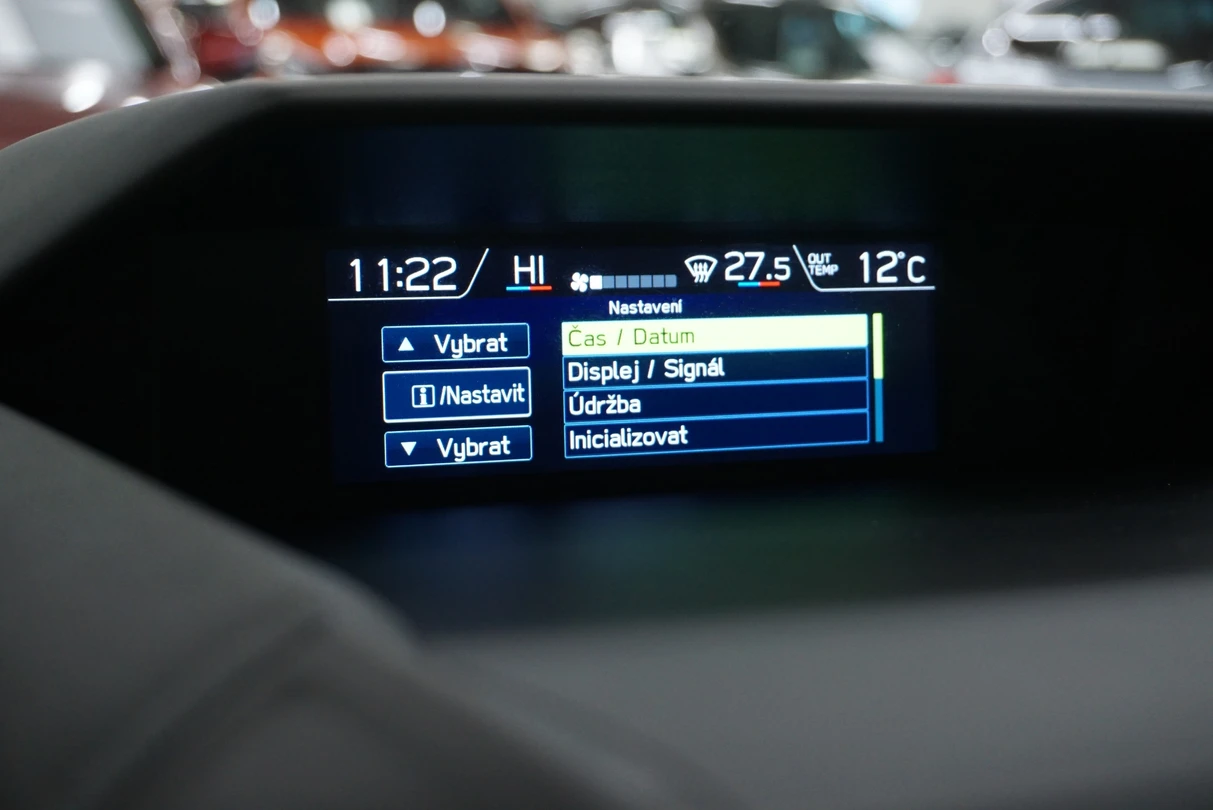 11:22 HI 27.5 OUT TEMP 12°C
Nastavení
▲ Vybrat
i/Nastavit
▼ Vybrat
Čas / Datum
Displej / Signál
Údržba
Inicializovat